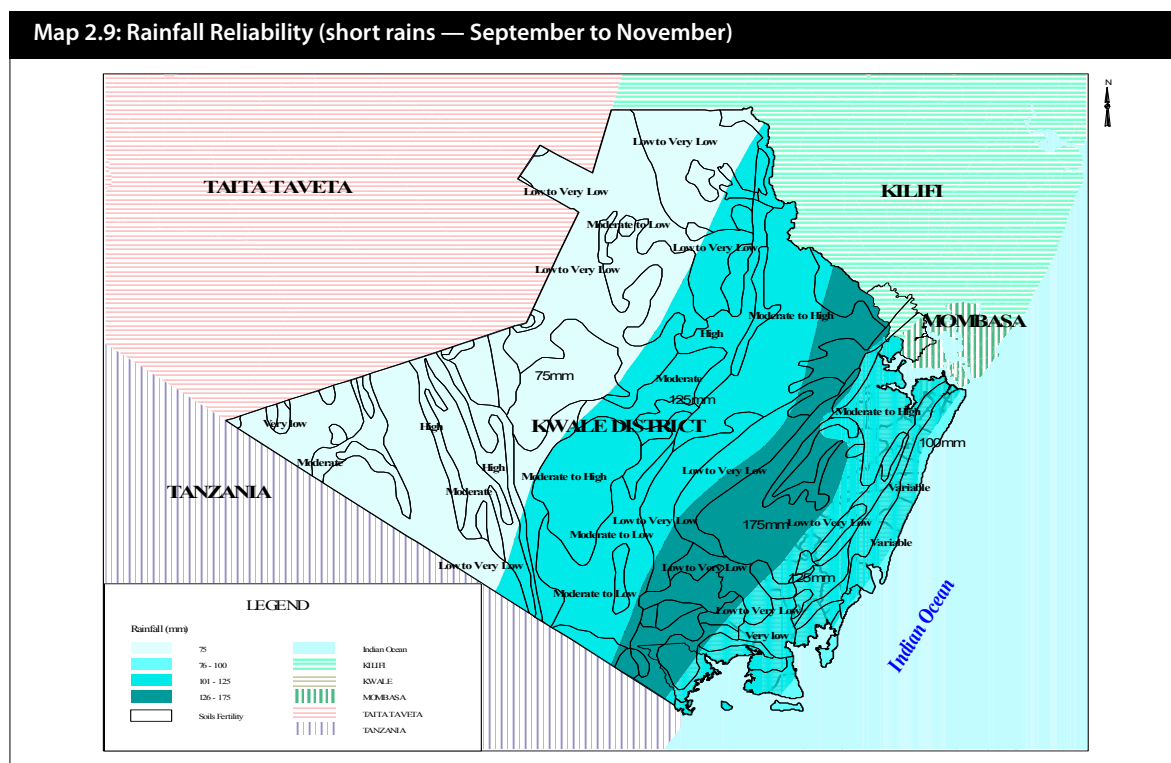 Map 2.9: Rainfall Reliability (short rains — September to November)
N
Low to Very Low
TAITA TAVETA
KILIFI
Low to Very Low
Moderate to Low
Low to Very Low
Low to Very Low
Moderate to High
MOMBASA
High
75mm
Moderate
125mm
Moderate to High
Very low
High
KWALE DISTRICT
100mm
Moderate
High
Low to Very Low
Moderate to High
TANZANIA
Moderate
Variable
Low to Very Low
175mm
Low to Very Low
Moderate to Low
Variable
Low to Very Low
Low to Very Low
125mm
Moderate to Low
Low to Very Low
Very low
Indian Ocean
LEGEND
Rainfall (mm)
75
76 - 100
101 - 125
126 - 175
Soils Fertility
Indian Ocean
KILIFI
KWALE
MOMBASA
TAITA TAVETA
TANZANIA